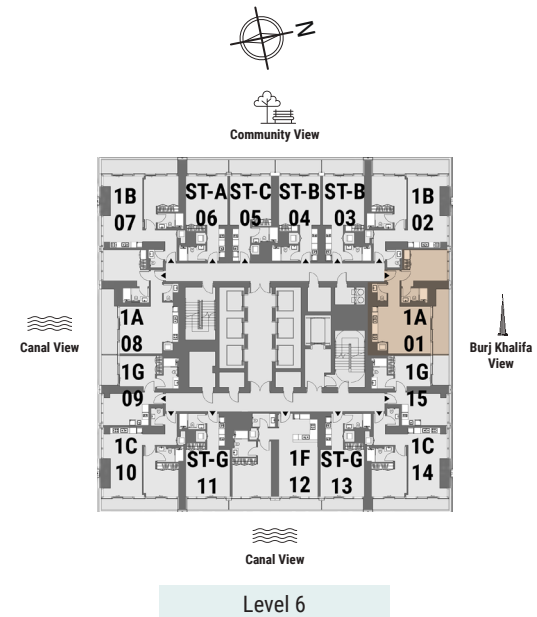 N
Community View
1B
07
ST-A
06
ST-C
05
ST-B
04
ST-B
03
1B
02
1A
08
1A
01
Canal View
Burj Khalifa
View
1G
09
1G
15
1C
10
ST-G
11
1F
12
ST-G
13
1C
14
Canal View
Level 6